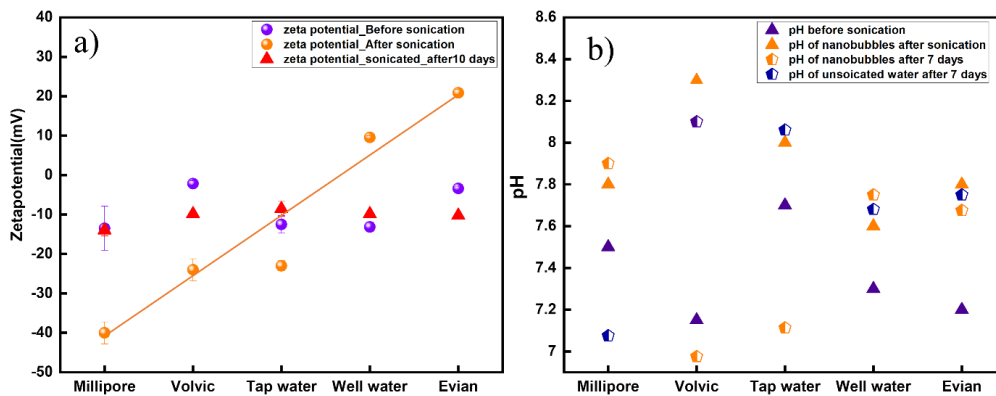 a)
zeta potential_Before sonication
zeta potential_After sonication
zeta potential_sonicated_after10 days
Zetapotential(mV)
40
30
20
10
0
-10
-20
-30
-40
-50
Millipore Volvic Tap water Well water Evian
b)
pH before sonication
pH of nanobubbles after sonication
pH of nanobubbles after 7 days
pH of unsoicated water after 7 days
pH
8.6
8.4
8.2
8
7.8
7.6
7.4
7.2
7
Millipore Volvic Tap water Well water Evian